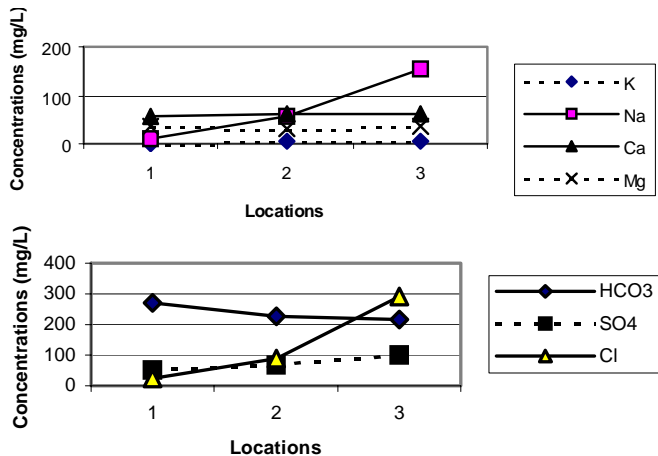 Concentrations (mg/L)
200
100
0
1 2 3
Locations
K
Na
Ca
Mg
Concentrations (mg/L)
400
300
200
100
0
1 2 3
Locations
HCO3
SO4
Cl